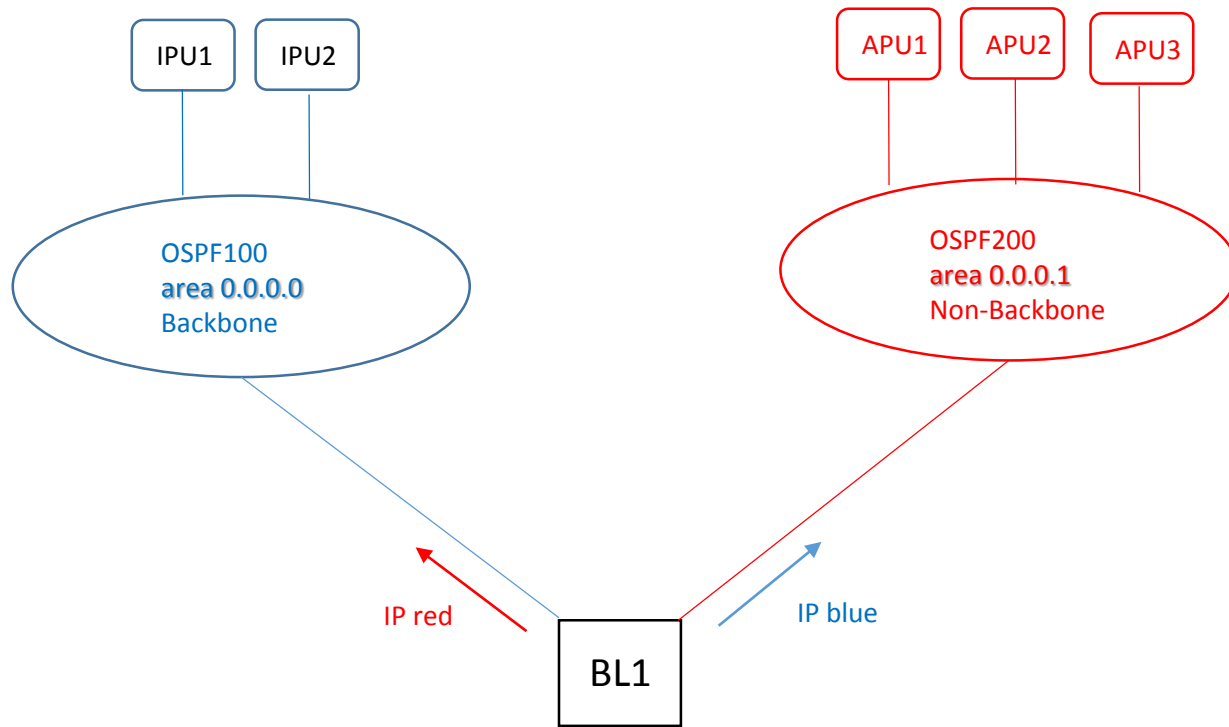 IPU1
IPU2
APU1
APU2
APU3
OSPF100
area 0.0.0.0
Backbone
OSPF200
area 0.0.0.1
Non-Backbone
IP red
IP blue
BL1